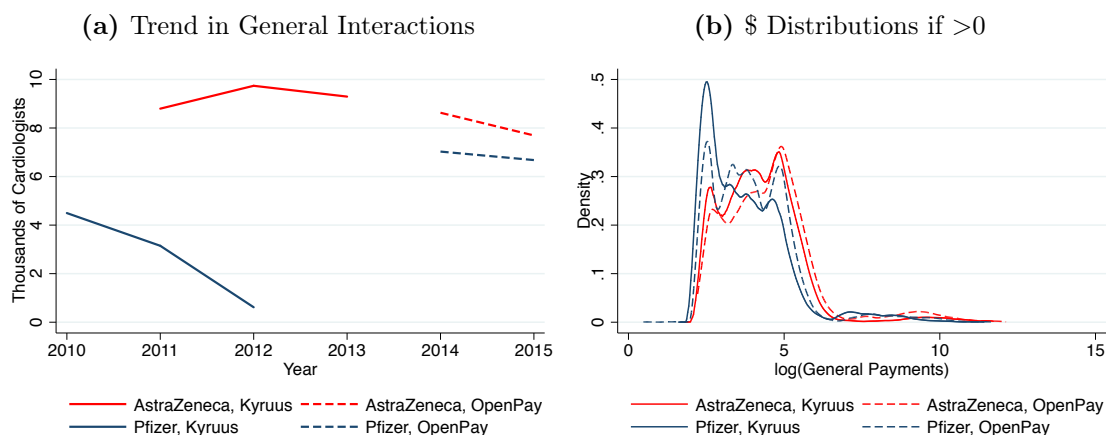 (a) Trend in General Interactions
Thousands of Cardiologists
10
8
6
4
2
0
2010 2011 2012 2013 2014 2015
Year
AstraZeneca, Kyruus AstraZeneca, OpenPay
Pfizer, Kyruus Pfizer, OpenPay
(b) $ Distributions if >0
Density
.5
.4
.3
.2
.1
0
0 5 10 15
log(General Payments)
AstraZeneca, Kyruus AstraZeneca, OpenPay
Pfizer, Kyruus Pfizer, OpenPay